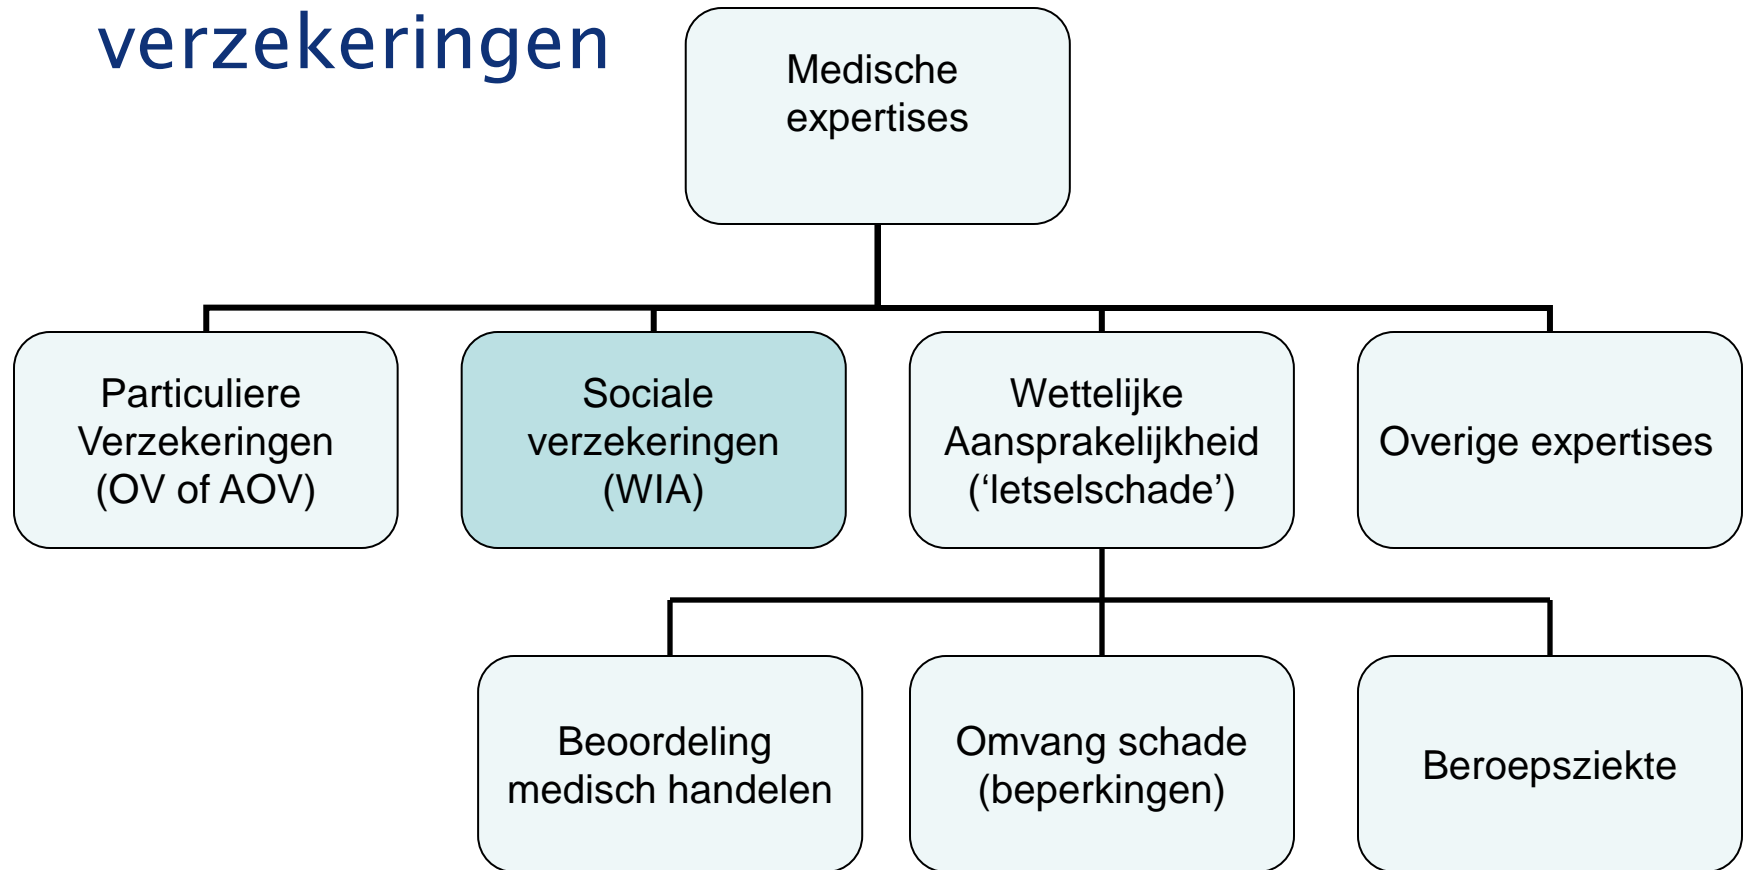 verzekeringen
Medische
expertises
Particuliere
Verzekeringen
(OV of AOV)
Sociale
verzekeringen
(WIA)
Wettelijke
Aansprakelijkheid
(‘letselschade’)
Overige expertises
Beoordeling
medisch handelen
Omvang schade
(beperkingen)
Beroepsziekte